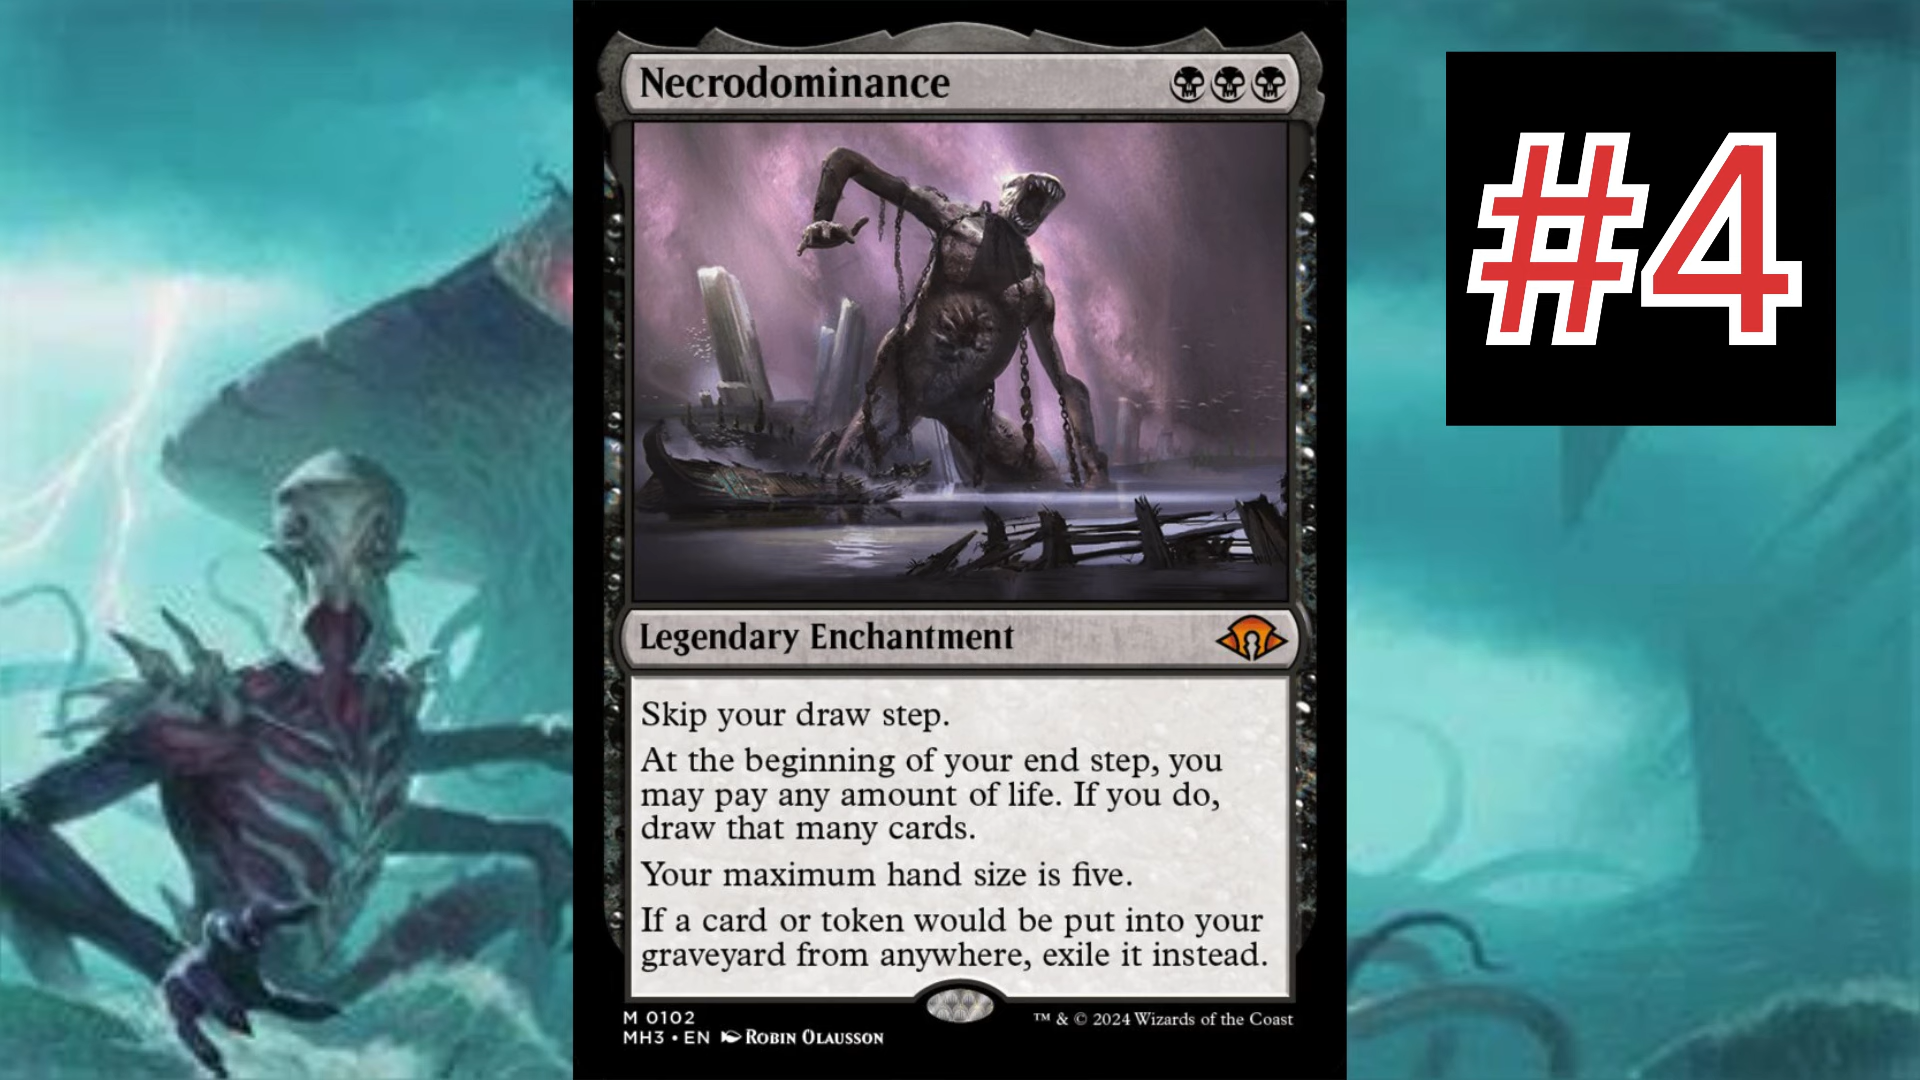 Necrodominance
#4
Legendary Enchantment
Skip your draw step.
At the beginning of your end step, you
may pay any amount of life. If you do,
draw that many cards.
Your maximum hand size is five.
If a card or token would be put into your
graveyard from anywhere, exile it instead.
M 0102
MH3 • EN Robin Olausson
™ & © 2024 Wizards of the Coast